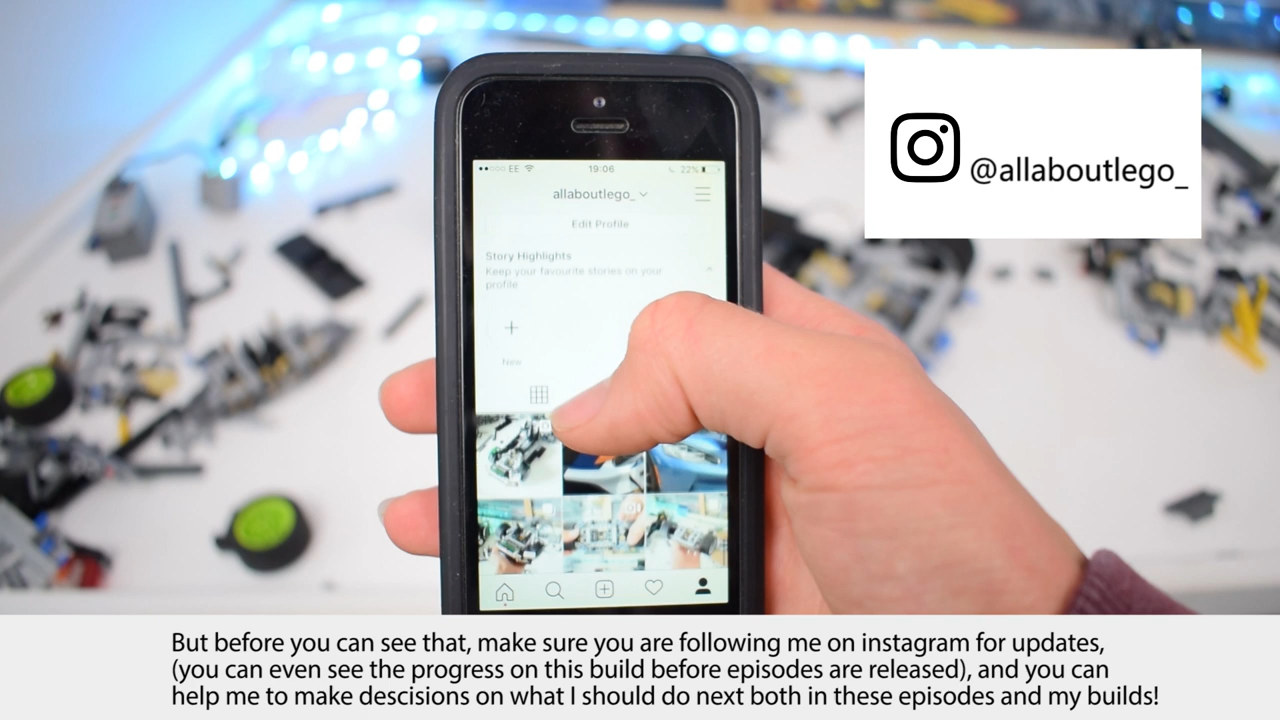 @allaboutlego_
EE 19:06 22%
allaboutlego_
Edit Profile
Story Highlights
Keep your favourite stories on your
profile
New
But before you can see that, make sure you are following me on instagram for updates,
(you can even see the progress on this build before episodes are released), and you can
help me to make descisions on what I should do next both in these episodes and my builds!